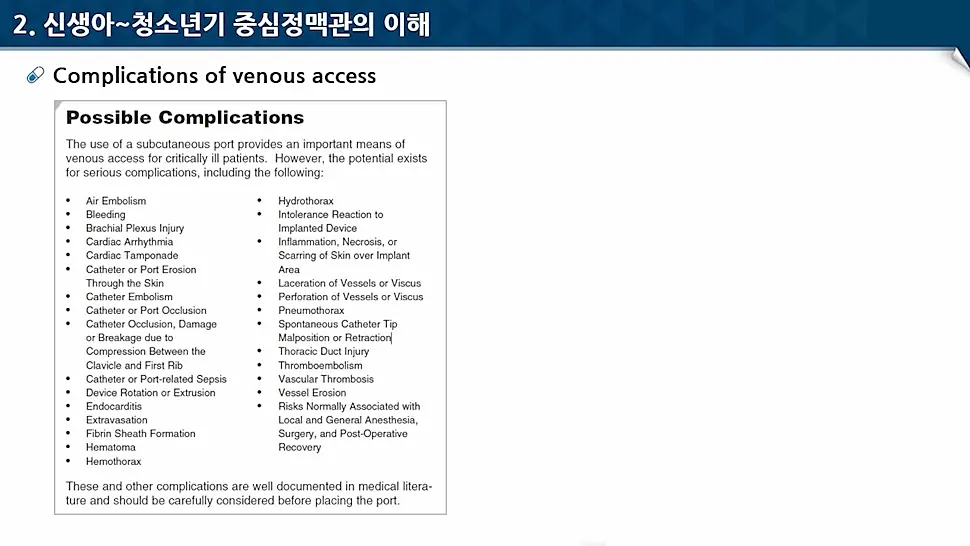 2. 신생아~청소년기 중심정맥관의 이해
Complications of venous access
Possible Complications
The use of a subcutaneous port provides an important means of
venous access for critically ill patients. However, the potential exists
for serious complications, including the following:
• Air Embolism
• Bleeding
• Brachial Plexus Injury
• Cardiac Arrhythmia
• Cardiac Tamponade
• Catheter or Port Erosion
Through the Skin
• Catheter Embolism
• Catheter or Port Occlusion
• Catheter Occlusion, Damage
or Breakage due to
Compression Between the
Clavicle and First Rib
• Catheter or Port-related Sepsis
• Device Rotation or Extrusion
• Endocarditis
• Extravasation
• Fibrin Sheath Formation
• Hematoma
• Hemothorax
• Hydrothorax
• Intolerance Reaction to
Implanted Device
• Inflammation, Necrosis, or
Scarring of Skin over Implant
Area
• Laceration of Vessels or Viscus
• Perforation of Vessels or Viscus
• Pneumothorax
• Spontaneous Catheter Tip
Malposition or Retraction
• Thoracic Duct Injury
• Thromboembolism
• Vascular Thrombosis
• Vessel Erosion
• Risks Normally Associated with
Local and General Anesthesia,
Surgery, and Post-Operative
Recovery
These and other complications are well documented in medical litera-
ture and should be carefully considered before placing the port.